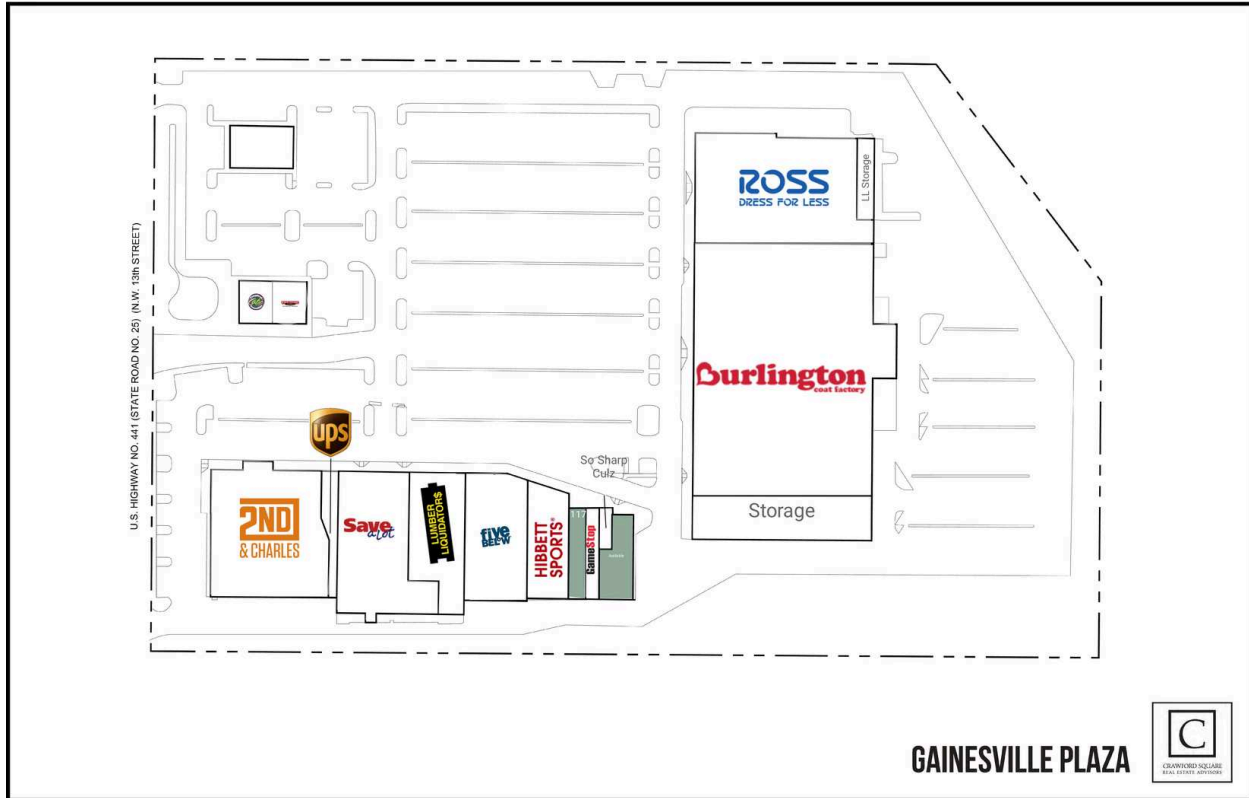 ROSS
DRESS FOR LESS
LL Storage
U.S. HIGHWAY NO. 441 (STATE ROAD NO. 25) (N.W. 13th STREET)
Burlington
coat factory
ups
So Sharp
Cutz
Storage
2ND
& CHARLES
Save
a lot
LUMBER
LIQUIDATORS
five
BELOW
HIBBETT
SPORTS®
117
GameStop
GAINESVILLE PLAZA
C
CRAWFORD SQUARE
REAL ESTATE ADVISORS